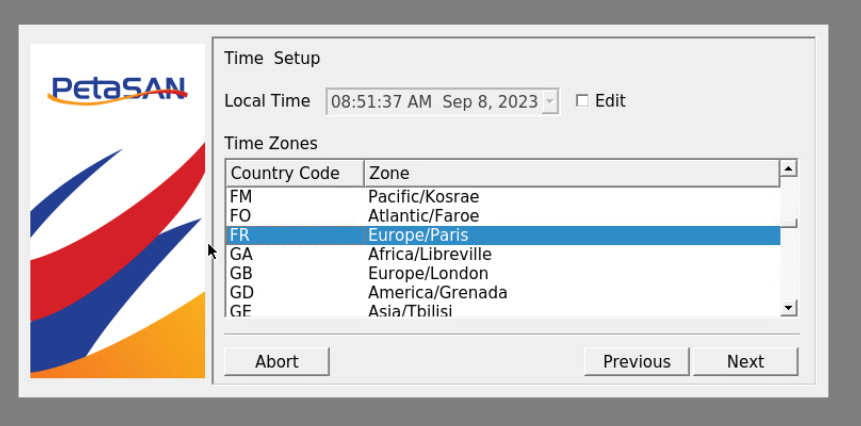 PetaSAN
Time Setup
Local Time 08:51:37 AM Sep 8, 2023 Edit
Time Zones
Country Code Zone
FM Pacific/Kosrae
FO Atlantic/Faroe
FR Europe/Paris
GA Africa/Libreville
GB Europe/London
GD America/Grenada
GE Asia/Tbilisi
Abort Previous Next